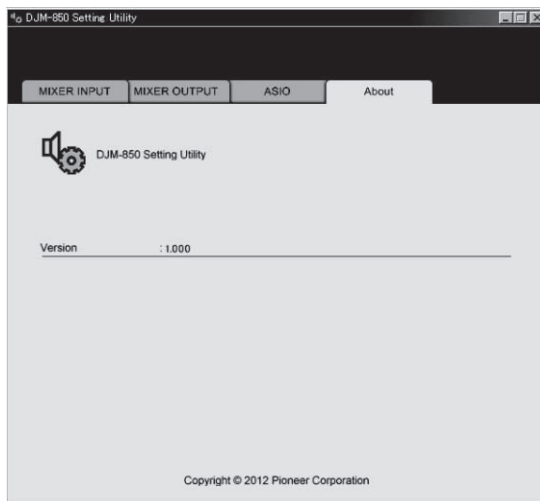 DJM-850 Setting Utility
MIXER INPUT MIXER OUTPUT ASIO About
DJM-850 Setting Utility
Version : 1.000
Copyright © 2012 Pioneer Corporation